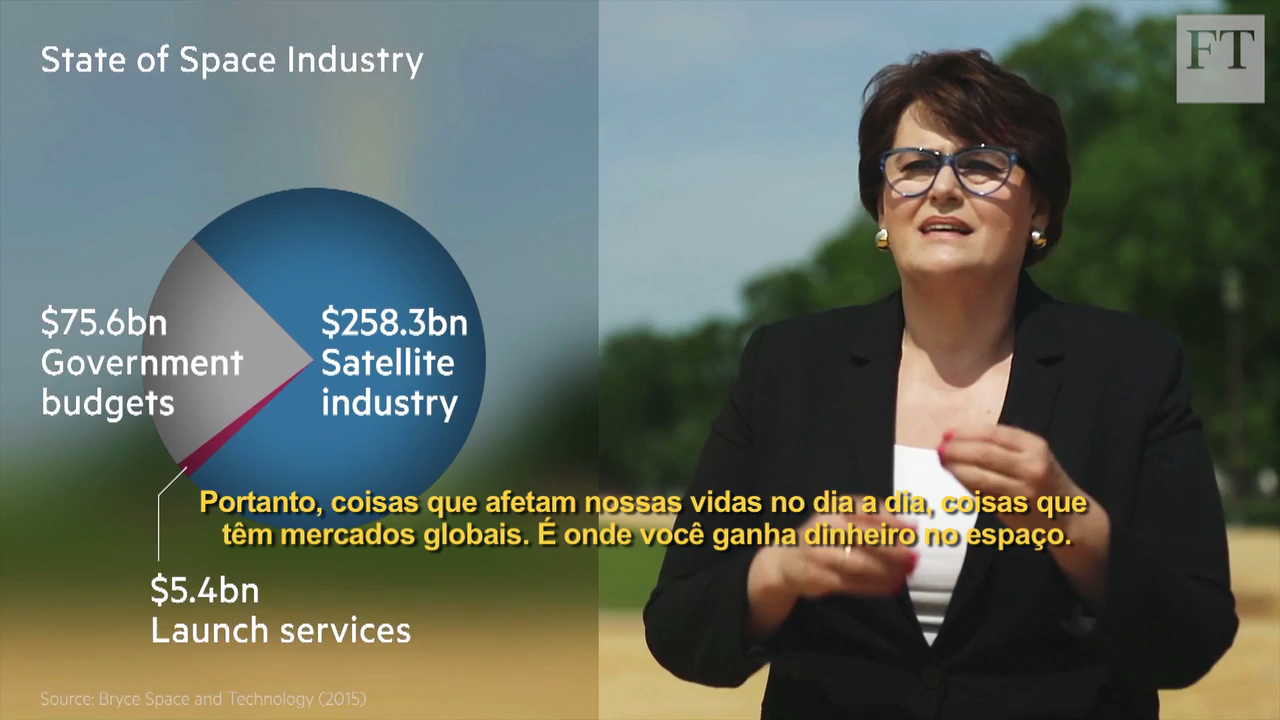 State of Space Industry
FT
$75.6bn
Government
budgets
$258.3bn
Satellite
industry
Portanto, coisas que afetam nossas vidas no dia a dia, coisas que
têm mercados globais. É onde você ganha dinheiro no espaço.
$5.4bn
Launch services
Source: Bryce Space and Technology (2015)